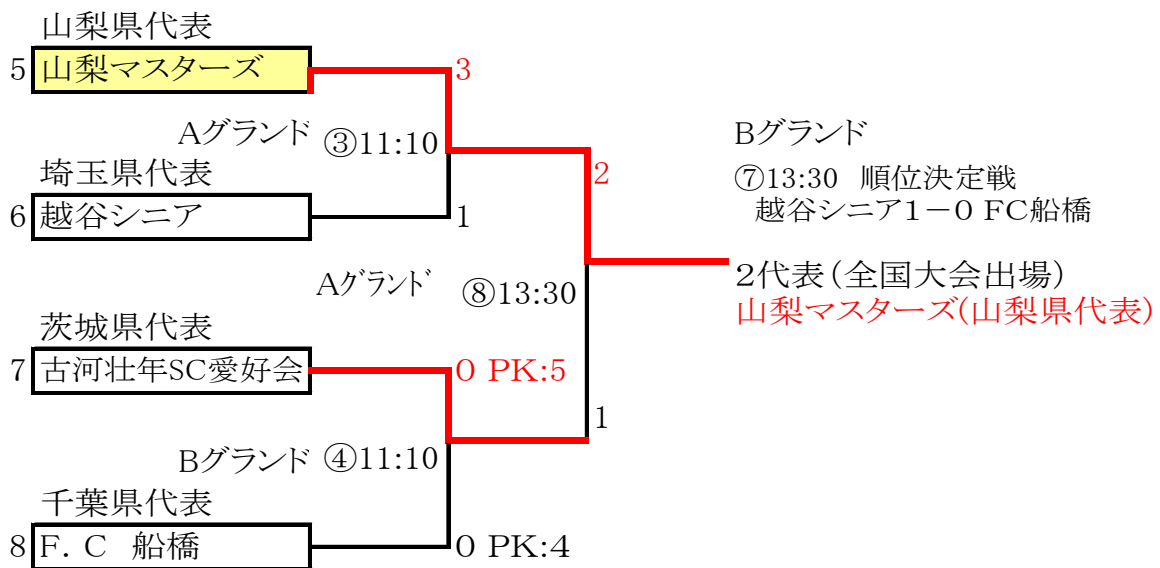 山梨県代表
5 山梨マスターズ
3
Aグランド ③11:10
埼玉県代表
6 越谷シニア
1
2
Bグランド
⑦13:30 順位決定戦
越谷シニア1－0 FC船橋
Aグランド ⑧13:30
2代表(全国大会出場)
山梨マスターズ(山梨県代表)
茨城県代表
7 古河壮年SC愛好会
0 PK:5
1
Bグランド ④11:10
千葉県代表
8 F. C 船橋
0 PK:4